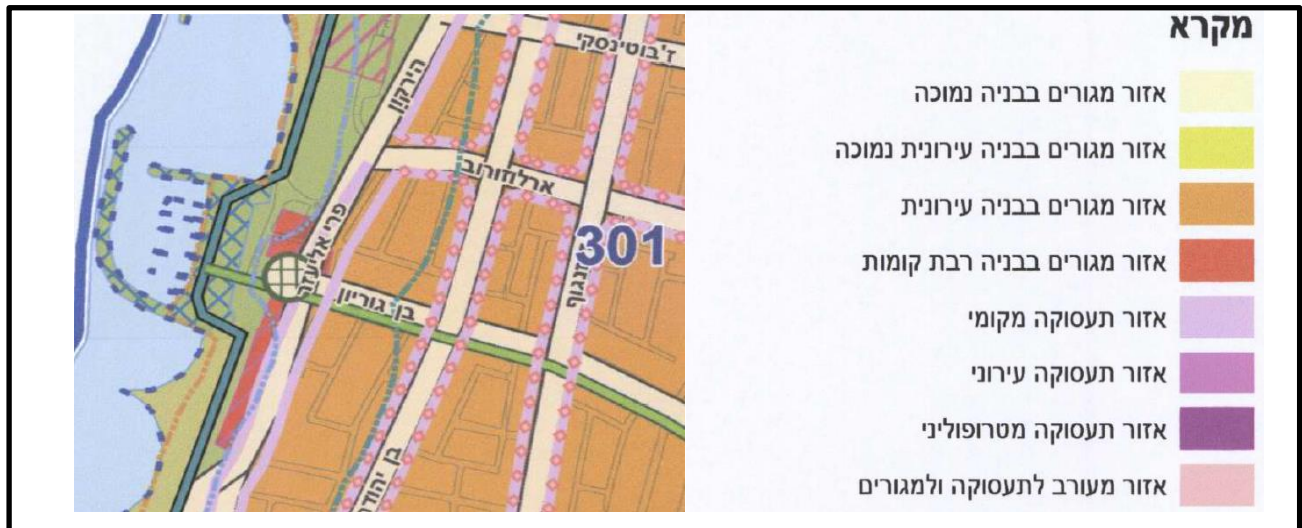 מקרא
אזור מגורים בבניה נמוכה
אזור מגורים בבניה עירונית נמוכה
אזור מגורים בבניה עירונית
אזור מגורים בבניה רבת קומות
אזור תעסוקה מקומי
אזור תעסוקה עירוני
אזור תעסוקה מטרופוליני
אזור מעורב לתעסוקה ולמגורים
ז'בוטינסקי
הירקון
ארלוזורוב
פרי אליעזר
301
דיזנגוף
בן גוריון
בן יהודה